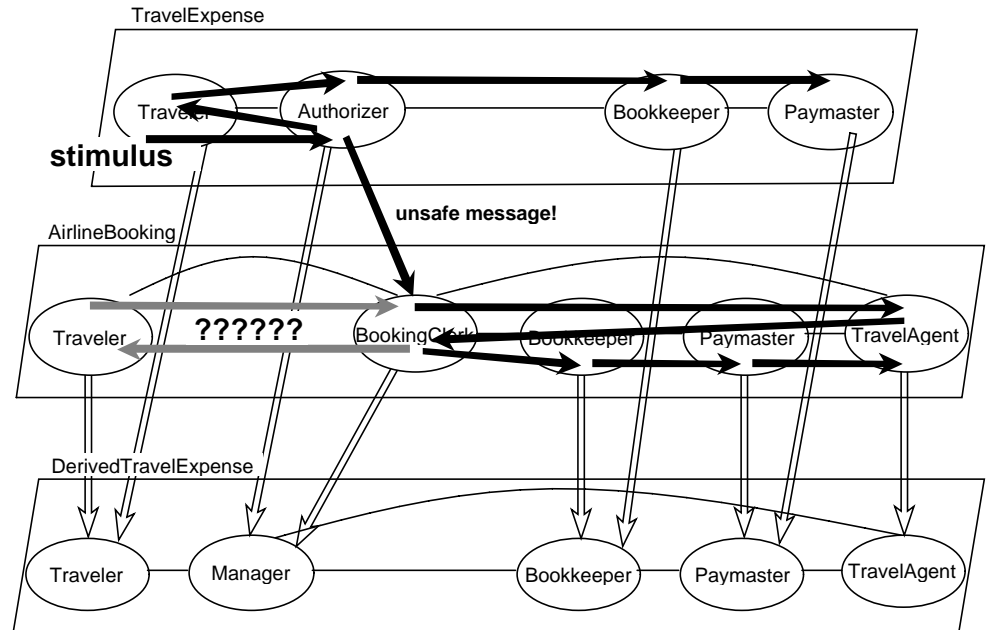 TravelExpense
Traveler
Authorizer
Bookkeeper
Paymaster
stimulus
unsafe message!
AirlineBooking
Traveler
??????
BookingClerk
Bookkeeper
Paymaster
TravelAgent
DerivedTravelExpense
Traveler
Manager
Bookkeeper
Paymaster
TravelAgent